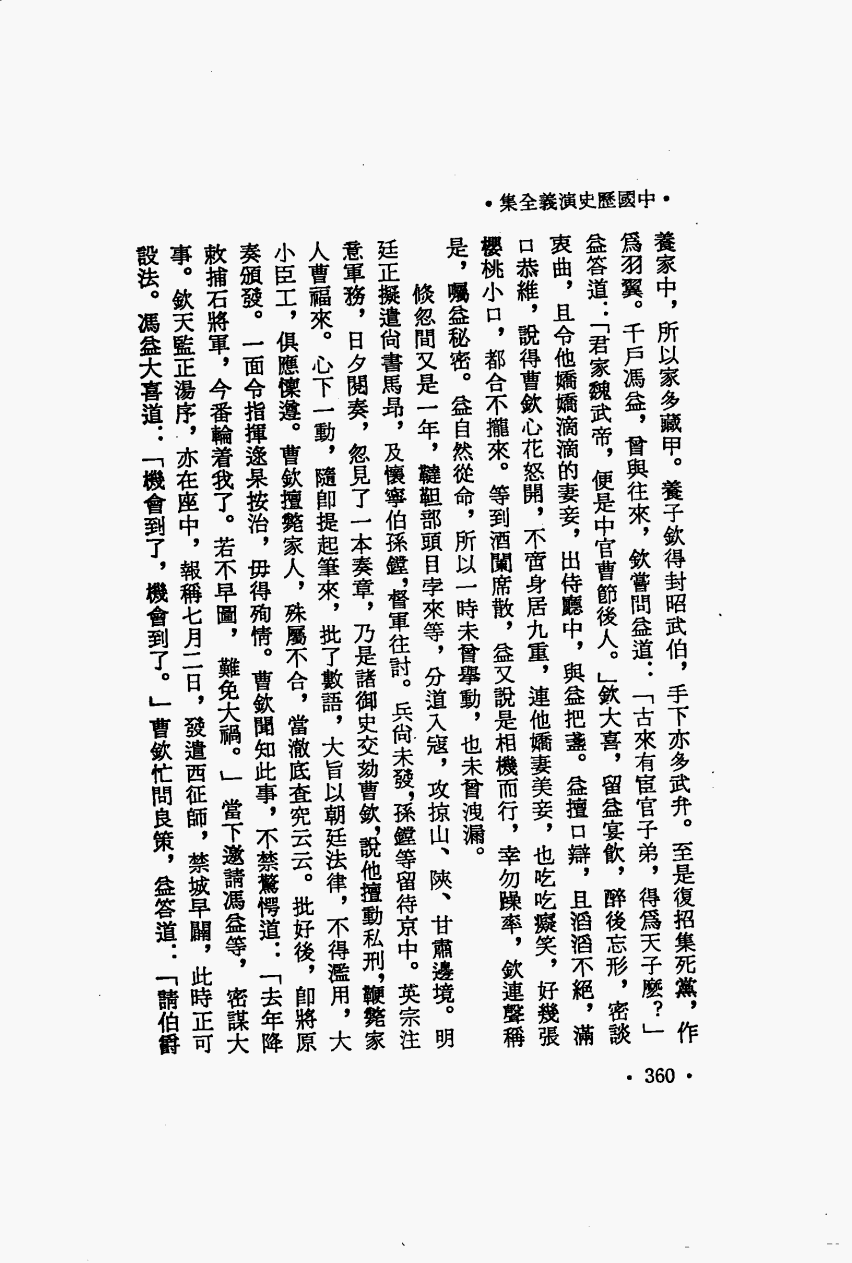 •中國歷史演義全集•
養家中，所以家多藏甲。養子欽得封昭武伯，手下亦多武弁。至是復招集死黨，作
爲羽翼。千戶馮益，曾與往來，欽嘗問益道：「古來有宦官子弟，得爲天子麽？」
益答道：「君家魏武帝，便是中官曹節後人。」欽大喜，留益宴飲，醉後忘形，密談
衷曲，且令他嬌嬌滴滴的妻妾，出侍廳中，與益把盞。益擅口辯，且滔滔不絕，滿
口恭維，說得曹欽心花怒開，不啻身居九重，連他嬌妻美妾，也吃吃癡笑，好幾張
櫻桃小口，都合不攏來。等到酒闌席散，益又說是相機而行，幸勿躁率，欽連聲稱
是，囑益秘密。益自然從命，所以一時未曾舉動，也未曾洩漏。
倏忽間又是一年，韃靼部頭目孛來等，分道入寇，攻掠山、陝、甘肅邊境。明
廷正擬遣尙書馬昂，及懷寧伯孫鏜，督軍往討。兵尙未發，孫鏜等留待京中。英宗注
意軍務，日夕閱奏，忽見了一本奏章，乃是諸御史交劾曹欽，說他擅動私刑，鞭斃家
人曹福來。心下一動，隨卽提起筆來，批了數語，大旨以朝廷法律，不得濫用，大
小臣工，俱應懍遵。曹欽擅斃家人，殊屬不合，當澈底查究云云。批好後，卽將原
奏頒發。一面令指揮逯杲按治，毋得殉情。曹欽聞知此事，不禁驚愕道：「去年降
敕捕石將軍，今番輪着我了。若不早圖，難免大禍。」當下邀請馮益等，密謀大
事。欽天監正湯序，亦在座中，報稱七月二日，發遣西征師，禁城早闢，此時正可
設法。馮益大喜道：「機會到了，機會到了。」曹欽忙問良策，益答道：「請伯爵
•360•